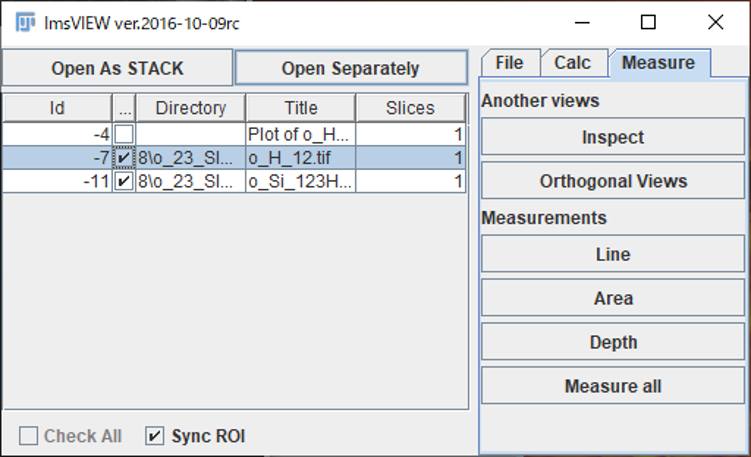 ImsVIEW ver.2016-10-09rc
Open As STACK Open Separately
File Calc Measure
Id ... Directory Title Slices
-4 Plot of o_H... 1
-7 8\o_23_SI... o_H_12.tif 1
-11 8\o_23_SI... o_Si_123H... 1
Another views
Inspect
Orthogonal Views
Measurements
Line
Area
Depth
Measure all
Check All Sync ROI